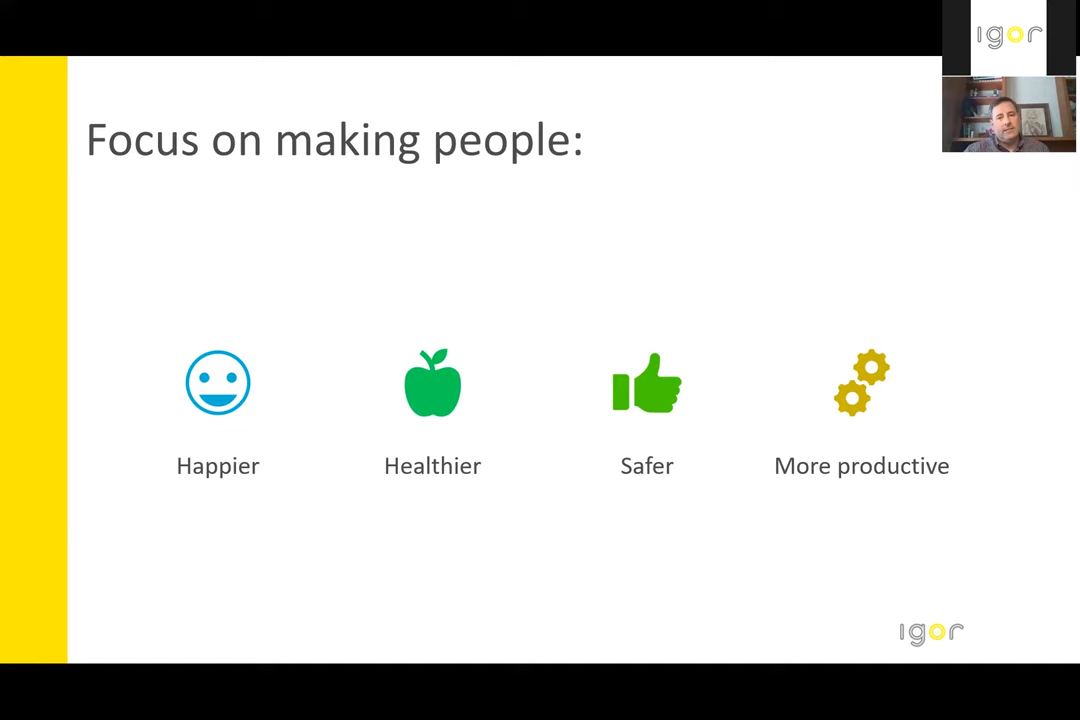 igor
Focus on making people:
Happier
Healthier
Safer
More productive
igor